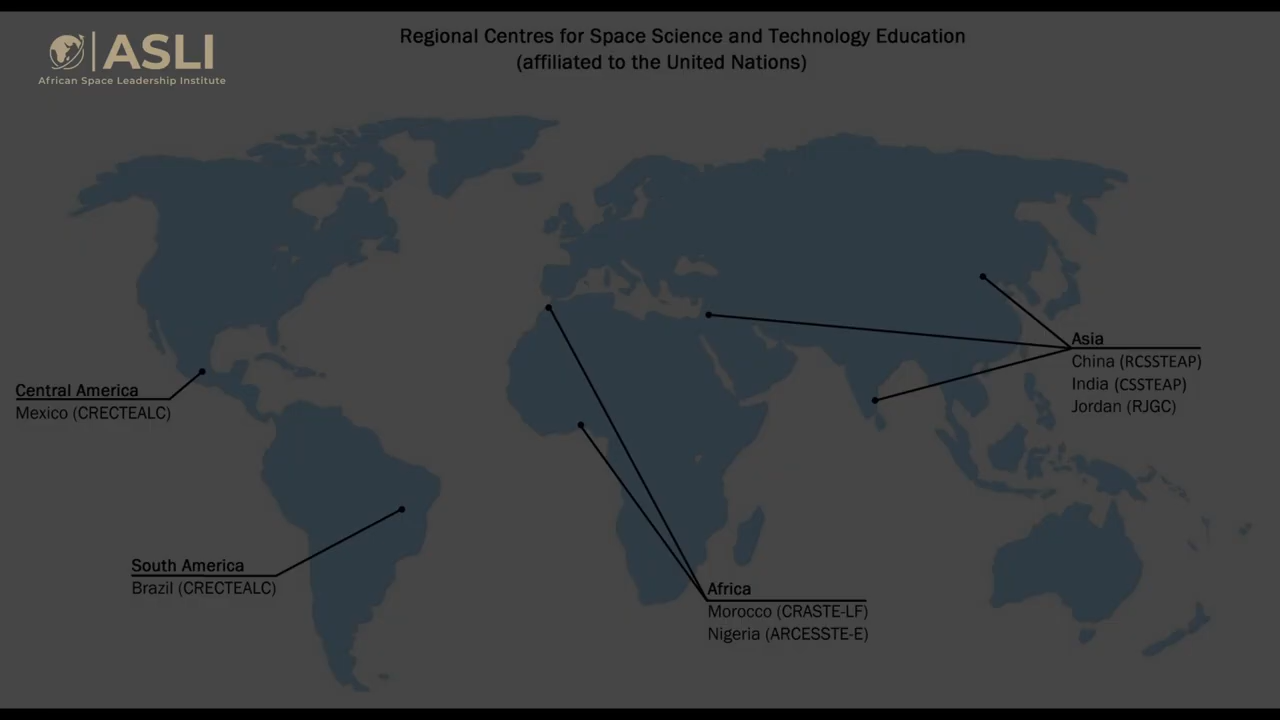 ASLI
African Space Leadership Institute
Regional Centres for Space Science and Technology Education
(affiliated to the United Nations)
Asia
China (RCSSTEAP)
India (CSSTEAP)
Jordan (RJGC)
Central America
Mexico (CRECTEALC)
South America
Brazil (CRECTEALC)
Africa
Morocco (CRASTE-LF)
Nigeria (ARCESSTE-E)